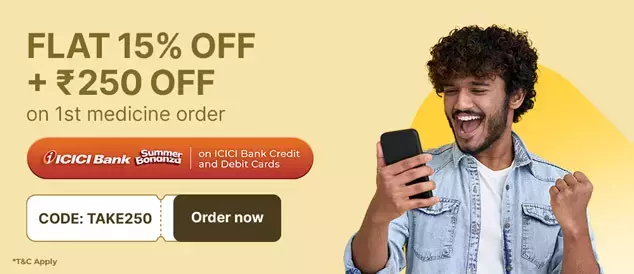 FLAT 15% OFF
+ ₹250 OFF
on 1st medicine order
ICICI Bank
Summer
Bonanza
on ICICI Bank Credit
and Debit Cards
CODE: TAKE250
Order now
*T&C Apply